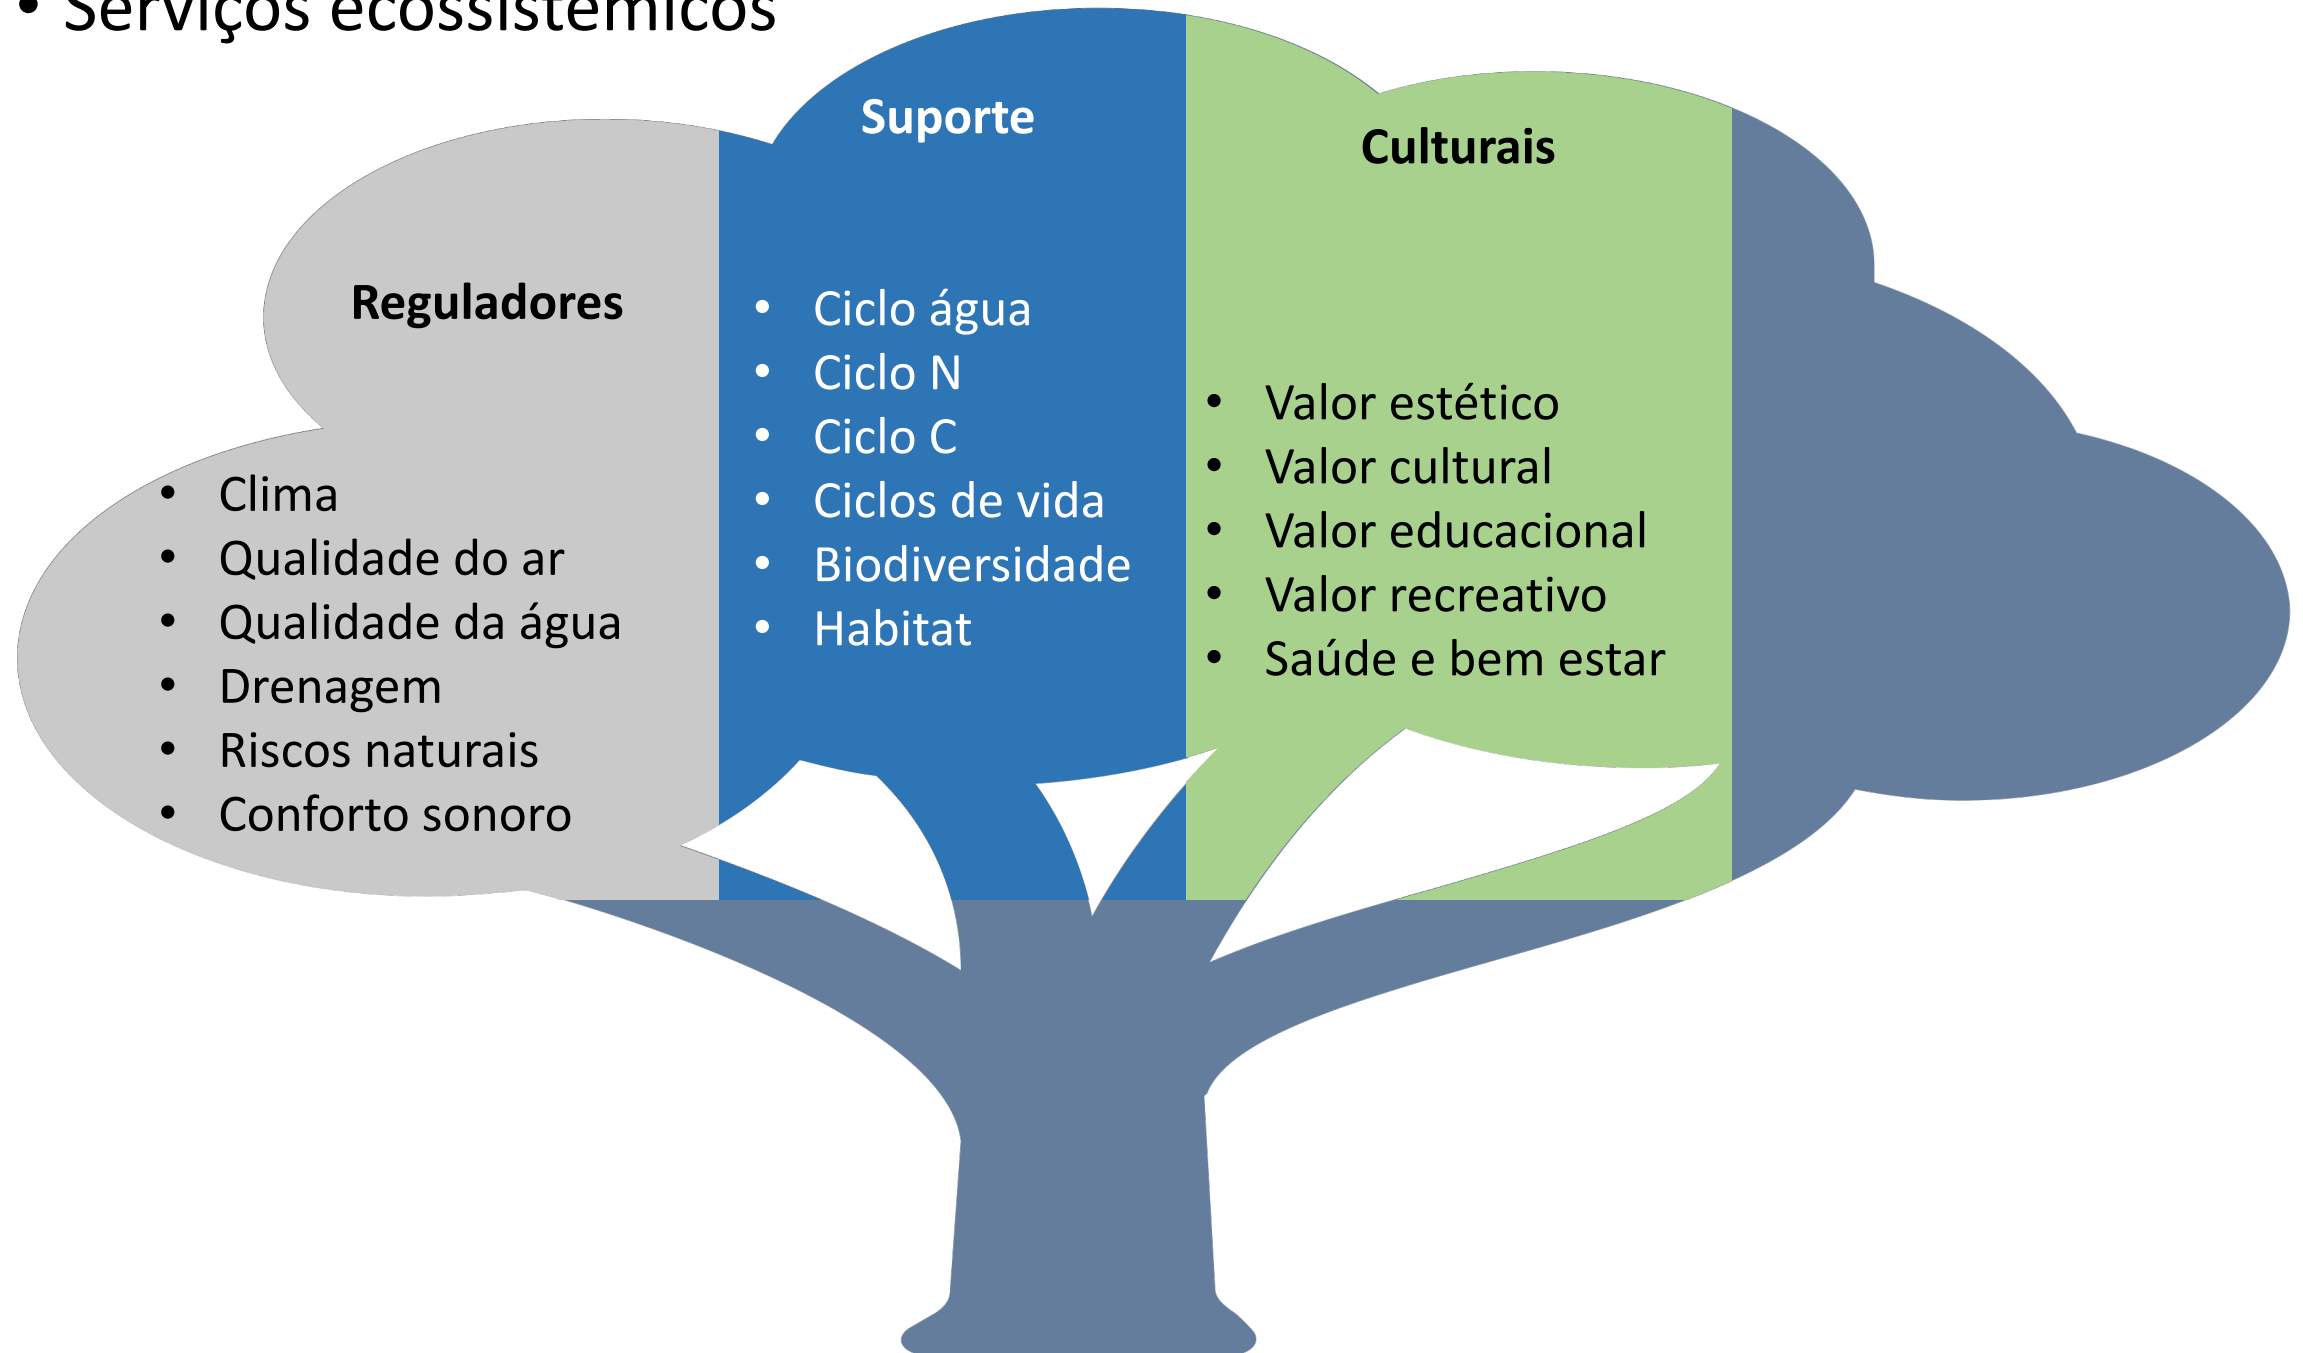 • Serviços ecossistêmicos
Reguladores
• Clima
• Qualidade do ar
• Qualidade da água
• Drenagem
• Riscos naturais
• Conforto sonoro
Suporte
• Ciclo água
• Ciclo N
• Ciclo C
• Ciclos de vida
• Biodiversidade
• Habitat
Culturais
• Valor estético
• Valor cultural
• Valor educacional
• Valor recreativo
• Saúde e bem estar